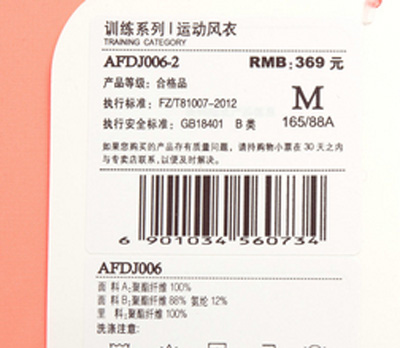 训练系列 | 运动风衣
TRAINING CATEGORY
AFDJ006-2 RMB: 369 元
产品等级: 合格品
执行标准: FZ/T81007-2012 M
执行安全标准: GB18401 B 类 165/88A
如果您购买的产品存有质量问题, 请持购物小票在 30 天之内
与专卖店联系, 以便及时解决。
6 901034 560734
AFDJ006
面 料 A: 聚酯纤维 100%
面 料 B: 聚酯纤维 88% 氨纶 12%
里 料: 聚酯纤维 100%
洗涤注意: